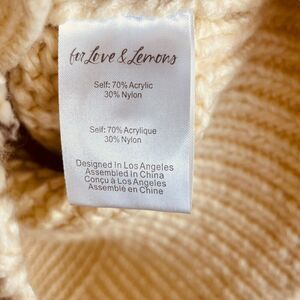 for Love & Lemons
Self: 70% Acrylic
30% Nylon
Self: 70% Acrylique
30% Nylon
Designed In Los Angeles
Assembled In China
Conçu à Los Angeles
Assemblé en Chine